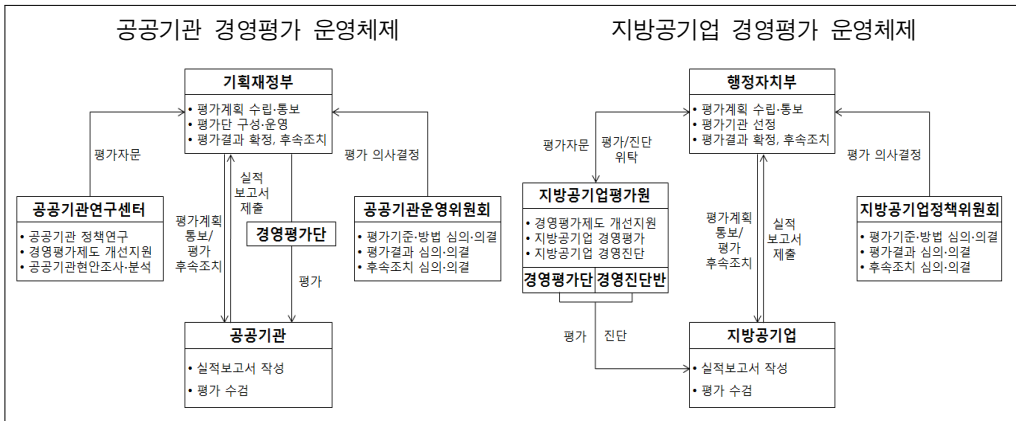 공공기관 경영평가 운영체제
기획재정부
• 평가계획 수립·통보
• 평가단 구성·운영
• 평가결과 확정, 후속조치
평가자문
평가 의사결정
실적
보고서
제출
공공기관연구센터
• 공공기관 정책연구
• 경영평가제도 개선지원
• 공공기관현안조사·분석
평가계획
통보/
평가
후속조치
경영평가단
공공기관운영위원회
• 평가기준·방법 심의·의결
• 평가결과 심의·의결
• 후속조치 심의·의결
평가
공공기관
• 실적보고서 작성
• 평가 수검
지방공기업 경영평가 운영체제
행정자치부
• 평가계획 수립·통보
• 평가기관 선정
• 평가결과 확정, 후속조치
평가자문
평가/진단
위탁
평가 의사결정
지방공기업평가원
• 경영평가제도 개선지원
• 지방공기업 경영평가
• 지방공기업 경영진단
경영평가단
경영진단반
평가계획
통보/
평가
후속조치
실적
보고서
제출
지방공기업정책위원회
• 평가기준·방법 심의·의결
• 평가결과 심의·의결
• 후속조치 심의·의결
평가
진단
지방공기업
• 실적보고서 작성
• 평가 수검